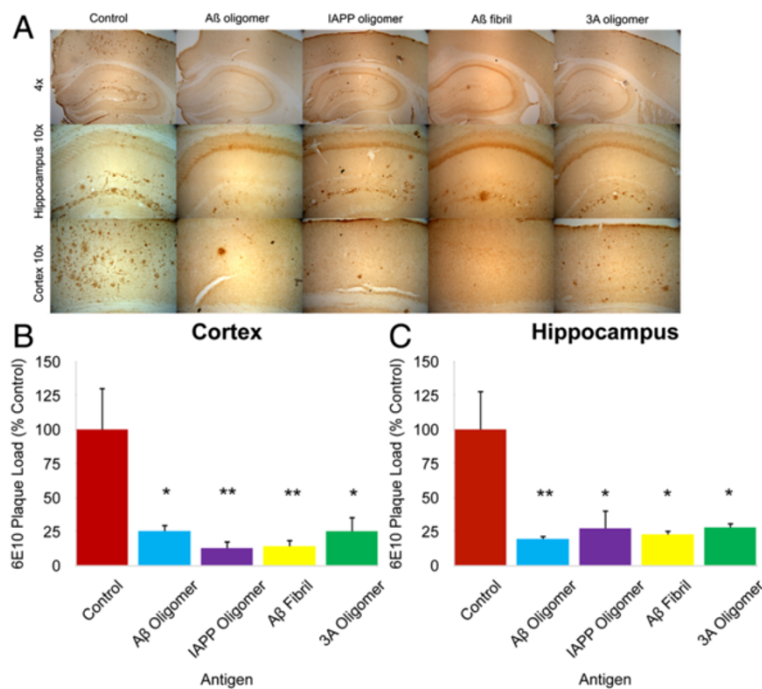 A
Control
Aß oligomer
IAPP oligomer
Aß fibril
3A oligomer
4x
Hippocampus 10x
Cortex 10x
B
Cortex
6E10 Plaque Load (% Control)
150
125
100
75
50
25
0
*
**
**
*
Control
Aß Oligomer
IAPP Oligomer
Aß Fibril
3A Oligomer
Antigen
C
Hippocampus
6E10 Plaque Load (% Control)
150
125
100
75
50
25
0
**
*
*
*
Control
Aß Oligomer
IAPP Oligomer
Aß Fibril
3A Oligomer
Antigen